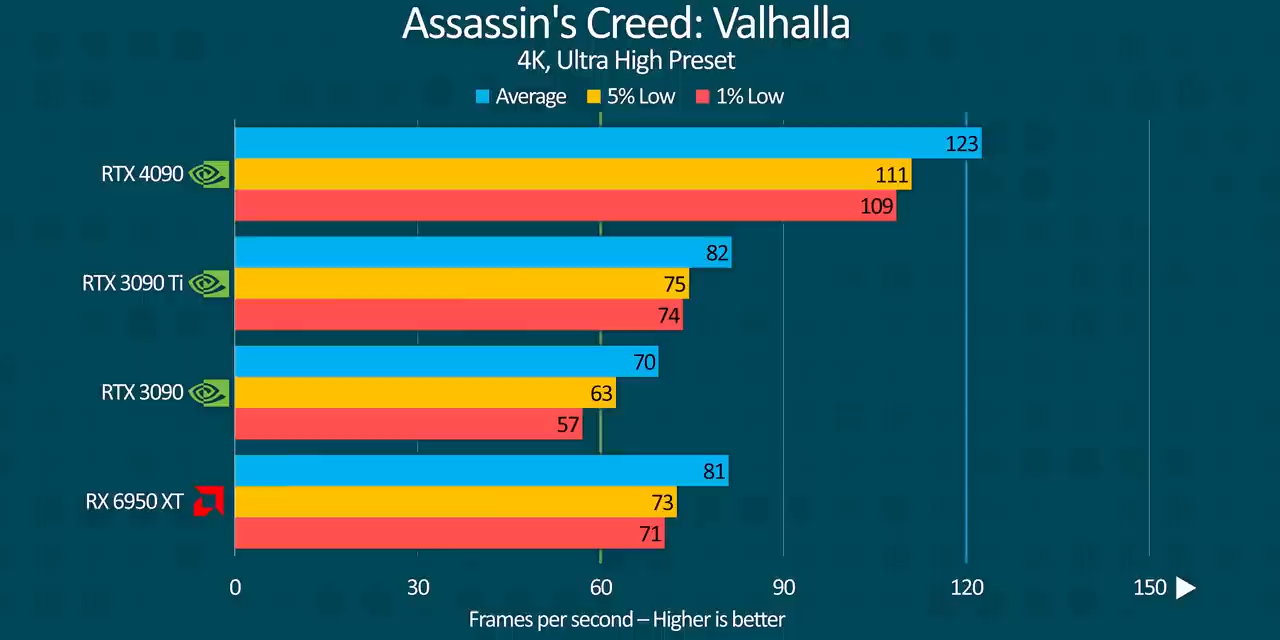 Assassin's Creed: Valhalla
4K, Ultra High Preset
Average 5% Low 1% Low
123
RTX 4090 111
109
82
RTX 3090 Ti 75
74
70
RTX 3090 63
57
81
RX 6950 XT 73
71
0 30 60 90 120 150
Frames per second – Higher is better